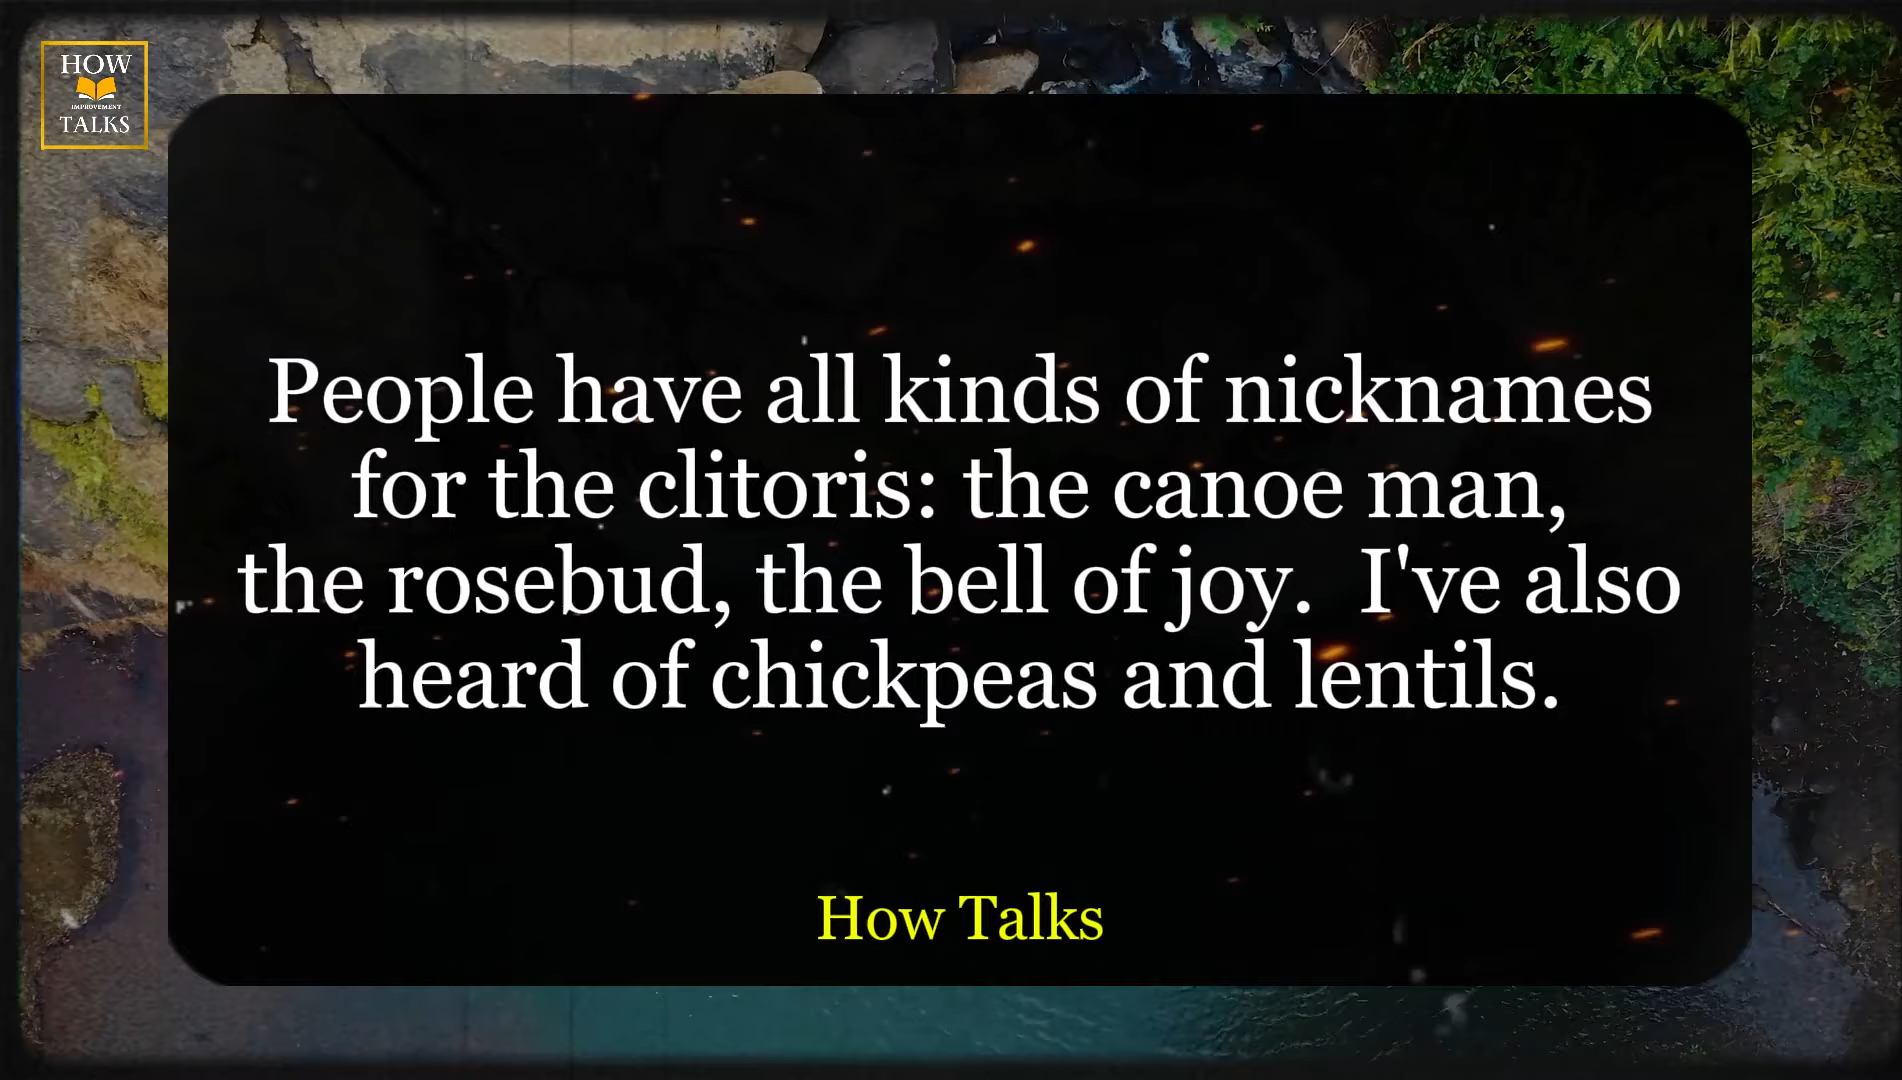 HOW
IMPROVEMENT
TALKS
People have all kinds of nicknames
for the clitoris: the canoe man,
the rosebud, the bell of joy.  I've also
heard of chickpeas and lentils.
How Talks